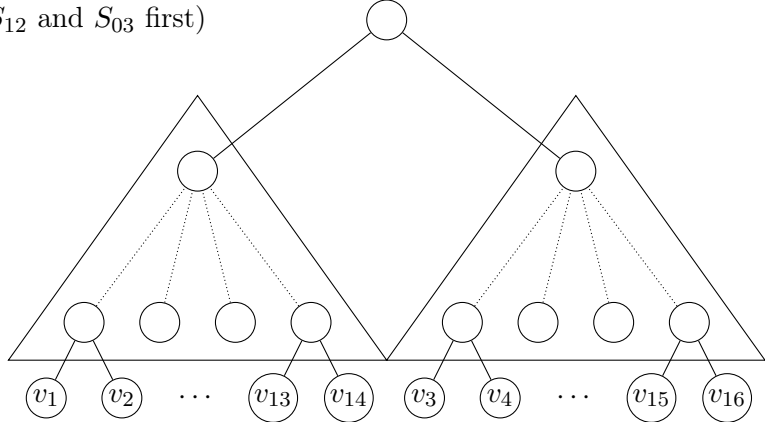 S₁₂ and S₀₃ first)
v₁ v₂ ⋯ v₁₃ v₁₄ v₃ v₄ ⋯ v₁₅ v₁₆